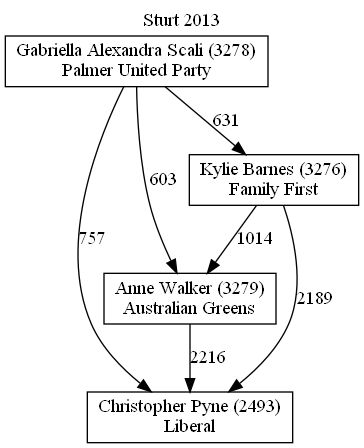 Sturt 2013
Gabriella Alexandra Scali (3278)
Palmer United Party
631
Kylie Barnes (3276)
Family First
603
757
1014
Anne Walker (3279)
Australian Greens
2189
2216
Christopher Pyne (2493)
Liberal